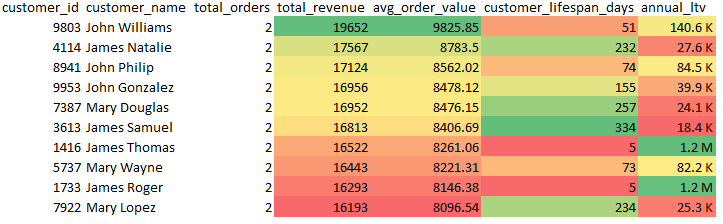 customer_id customer_name total_orders total_revenue avg_order_value customer_lifespan_days annual_ltv
9803 John Williams 2 19652 9825.85 51 140.6 K
4114 James Natalie 2 17567 8783.5 232 27.6 K
8941 John Philip 2 17124 8562.02 74 84.5 K
9953 John Gonzalez 2 16956 8478.12 155 39.9 K
7387 Mary Douglas 2 16952 8476.15 257 24.1 K
3613 James Samuel 2 16813 8406.69 334 18.4 K
1416 James Thomas 2 16522 8261.06 5 1.2 M
5737 Mary Wayne 2 16443 8221.31 73 82.2 K
1733 James Roger 2 16293 8146.38 5 1.2 M
7922 Mary Lopez 2 16193 8096.54 234 25.3 K